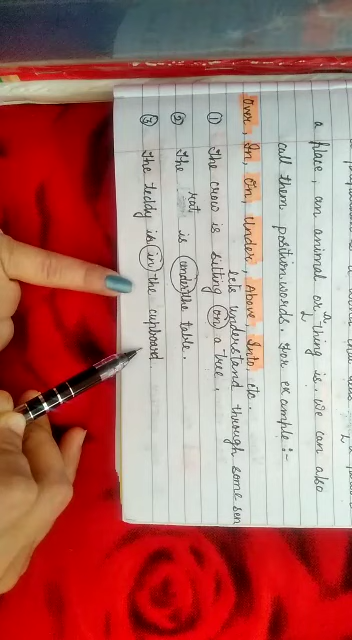 a place, an animal or a thing is. We can also
call them position words. For example :-
Over, In, On, Under, Above, Into, etc
let's understand through some sen
① The crow is sitting on a tree,
② The rat is under the table.
③ The teddy is in the cupboard.